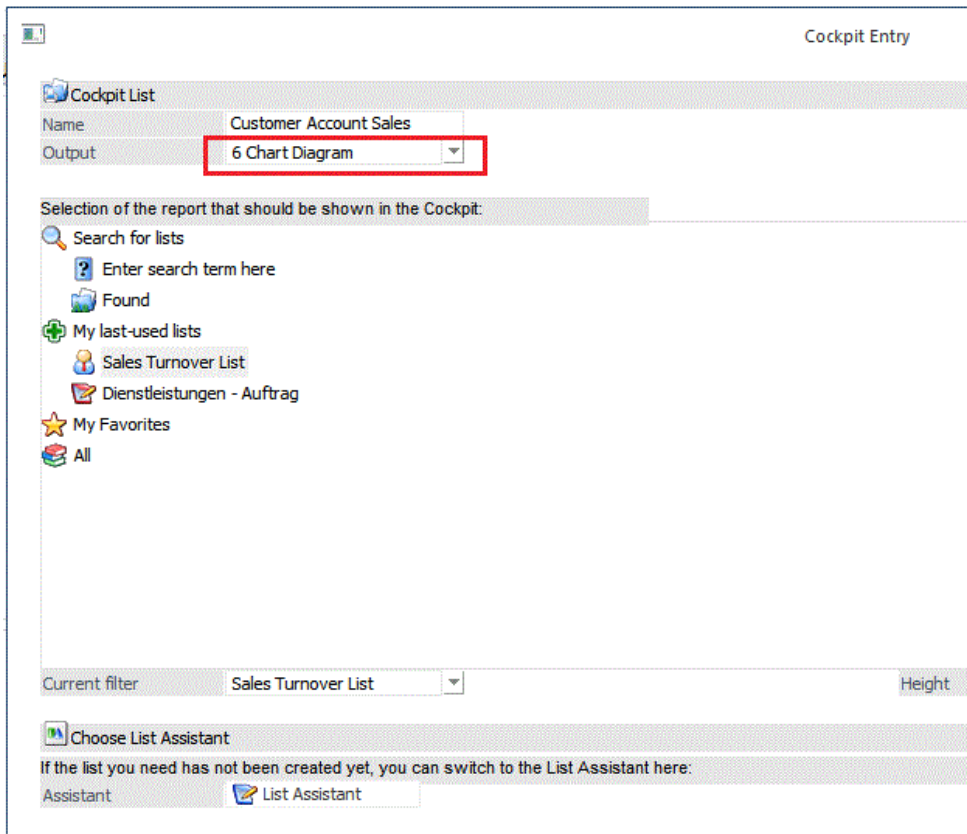 Cockpit Entry
Cockpit List
Name Customer Account Sales
Output 6 Chart Diagram
Selection of the report that should be shown in the Cockpit:
Search for lists
Enter search term here
Found
My last-used lists
Sales Turnover List
Dienstleistungen - Auftrag
My Favorites
All
Current filter Sales Turnover List Height
Choose List Assistant
If the list you need has not been created yet, you can switch to the List Assistant here:
Assistant List Assistant